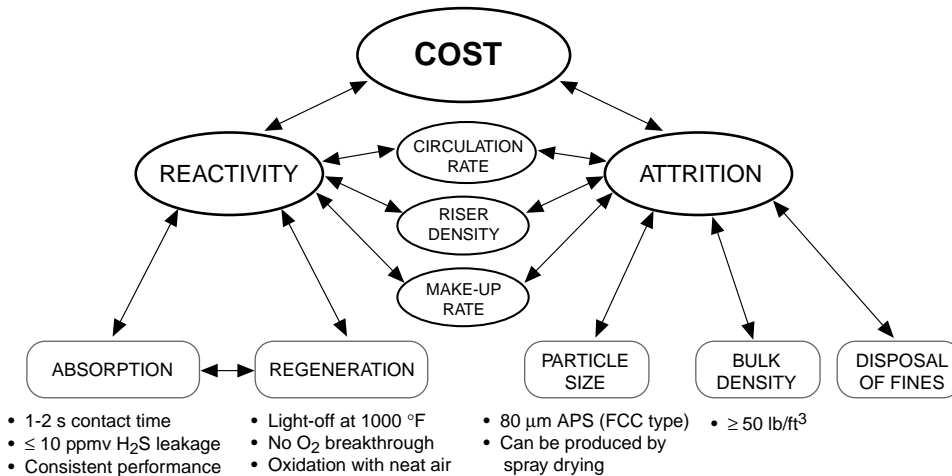 COST
REACTIVITY
CIRCULATION
RATE
ATTRITION
RISER
DENSITY
MAKE-UP
RATE
ABSORPTION
REGENERATION
PARTICLE
SIZE
BULK
DENSITY
DISPOSAL
OF FINES
• 1-2 s contact time
• ≤ 10 ppmv H₂S leakage
• Consistent performance
• Light-off at 1000 °F
• No O₂ breakthrough
• Oxidation with neat air
• 80 μm APS (FCC type)
• Can be produced by
spray drying
• ≥ 50 lb/ft³